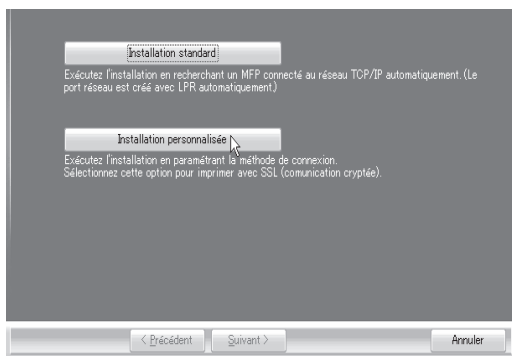 Installation standard
Exécutez l'installation en recherchant un MFP connecté au réseau TCP/IP automatiquement. (Le
port réseau est créé avec LPR automatiquement.)
Installation personnalisée
Exécutez l'installation en paramétrant la méthode de connexion.
Sélectionnez cette option pour imprimer avec SSL (comunication cryptée).
< Précédent
Suivant >
Annuler